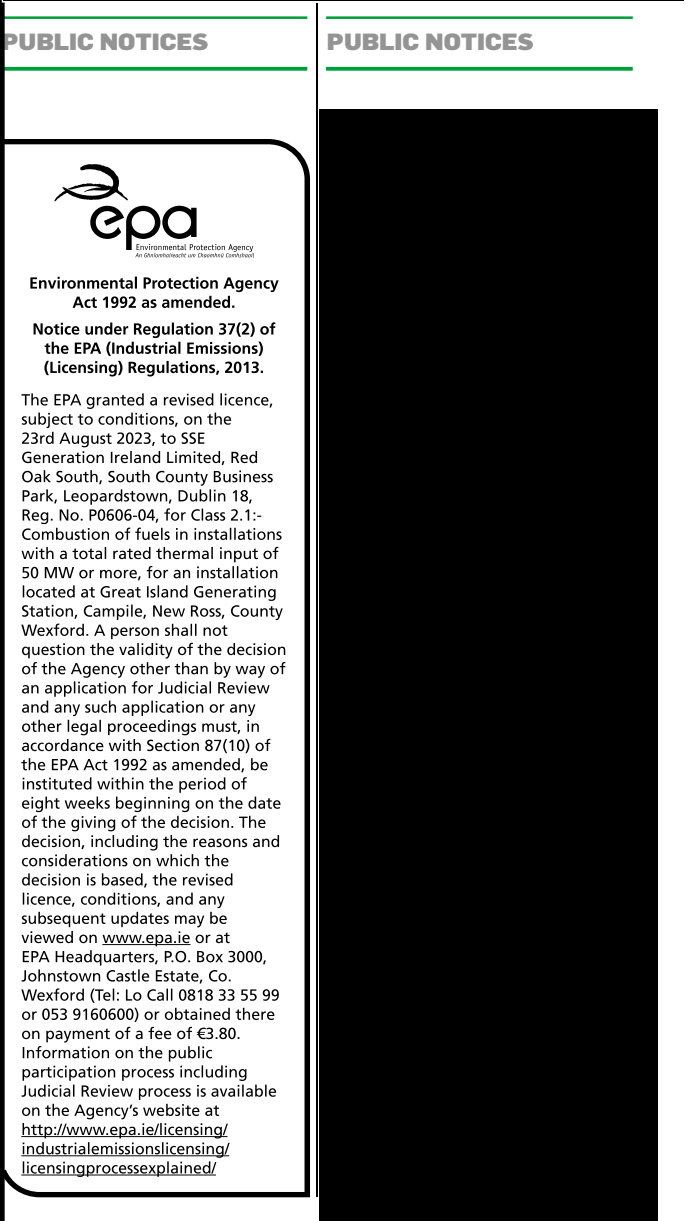 PUBLIC NOTICES
epa
Environmental Protection Agency
An Ghníomhaireacht um Chaomhnú Comhshaoil
Environmental Protection Agency
Act 1992 as amended.
Notice under Regulation 37(2) of
the EPA (Industrial Emissions)
(Licensing) Regulations, 2013.
The EPA granted a revised licence,
subject to conditions, on the
23rd August 2023, to SSE
Generation Ireland Limited, Red
Oak South, South County Business
Park, Leopardstown, Dublin 18,
Reg. No. P0606-04, for Class 2.1:-
Combustion of fuels in installations
with a total rated thermal input of
50 MW or more, for an installation
located at Great Island Generating
Station, Campile, New Ross, County
Wexford. A person shall not
question the validity of the decision
of the Agency other than by way of
an application for Judicial Review
and any such application or any
other legal proceedings must, in
accordance with Section 87(10) of
the EPA Act 1992 as amended, be
instituted within the period of
eight weeks beginning on the date
of the giving of the decision. The
decision, including the reasons and
considerations on which the
decision is based, the revised
licence, conditions, and any
subsequent updates may be
viewed on www.epa.ie or at
EPA Headquarters, P.O. Box 3000,
Johnstown Castle Estate, Co.
Wexford (Tel: Lo Call 0818 33 55 99
or 053 9160600) or obtained there
on payment of a fee of €3.80.
Information on the public
participation process including
Judicial Review process is available
on the Agency’s website at
http://www.epa.ie/licensing/
industrialemissionslicensing/
licensingprocessexplained/
PUBLIC NOTICES